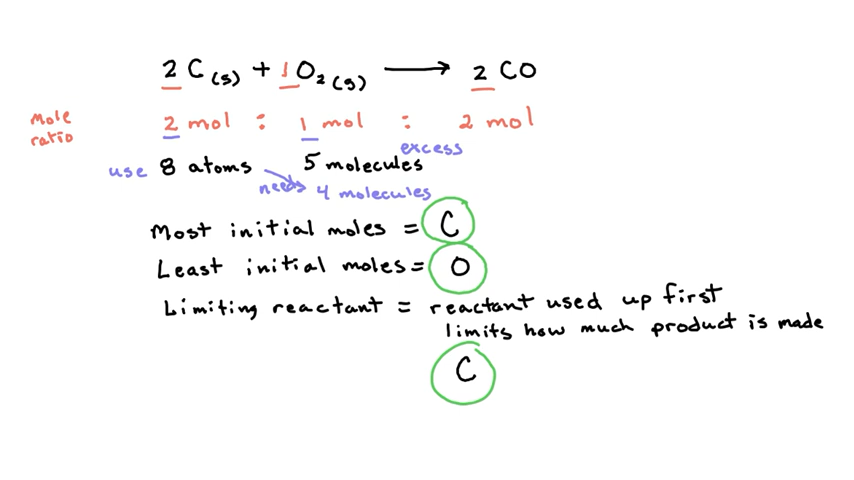 2 C (s) + 1 O₂ (g) ⟶ 2 CO
Mole ratio
2 mol : 1 mol : 2 mol
excess
use 8 atoms 5 molecules
needs 4 molecules
Most initial moles = C
Least initial moles = O
Limiting reactant = reactant used up first
limits how much product is made
C